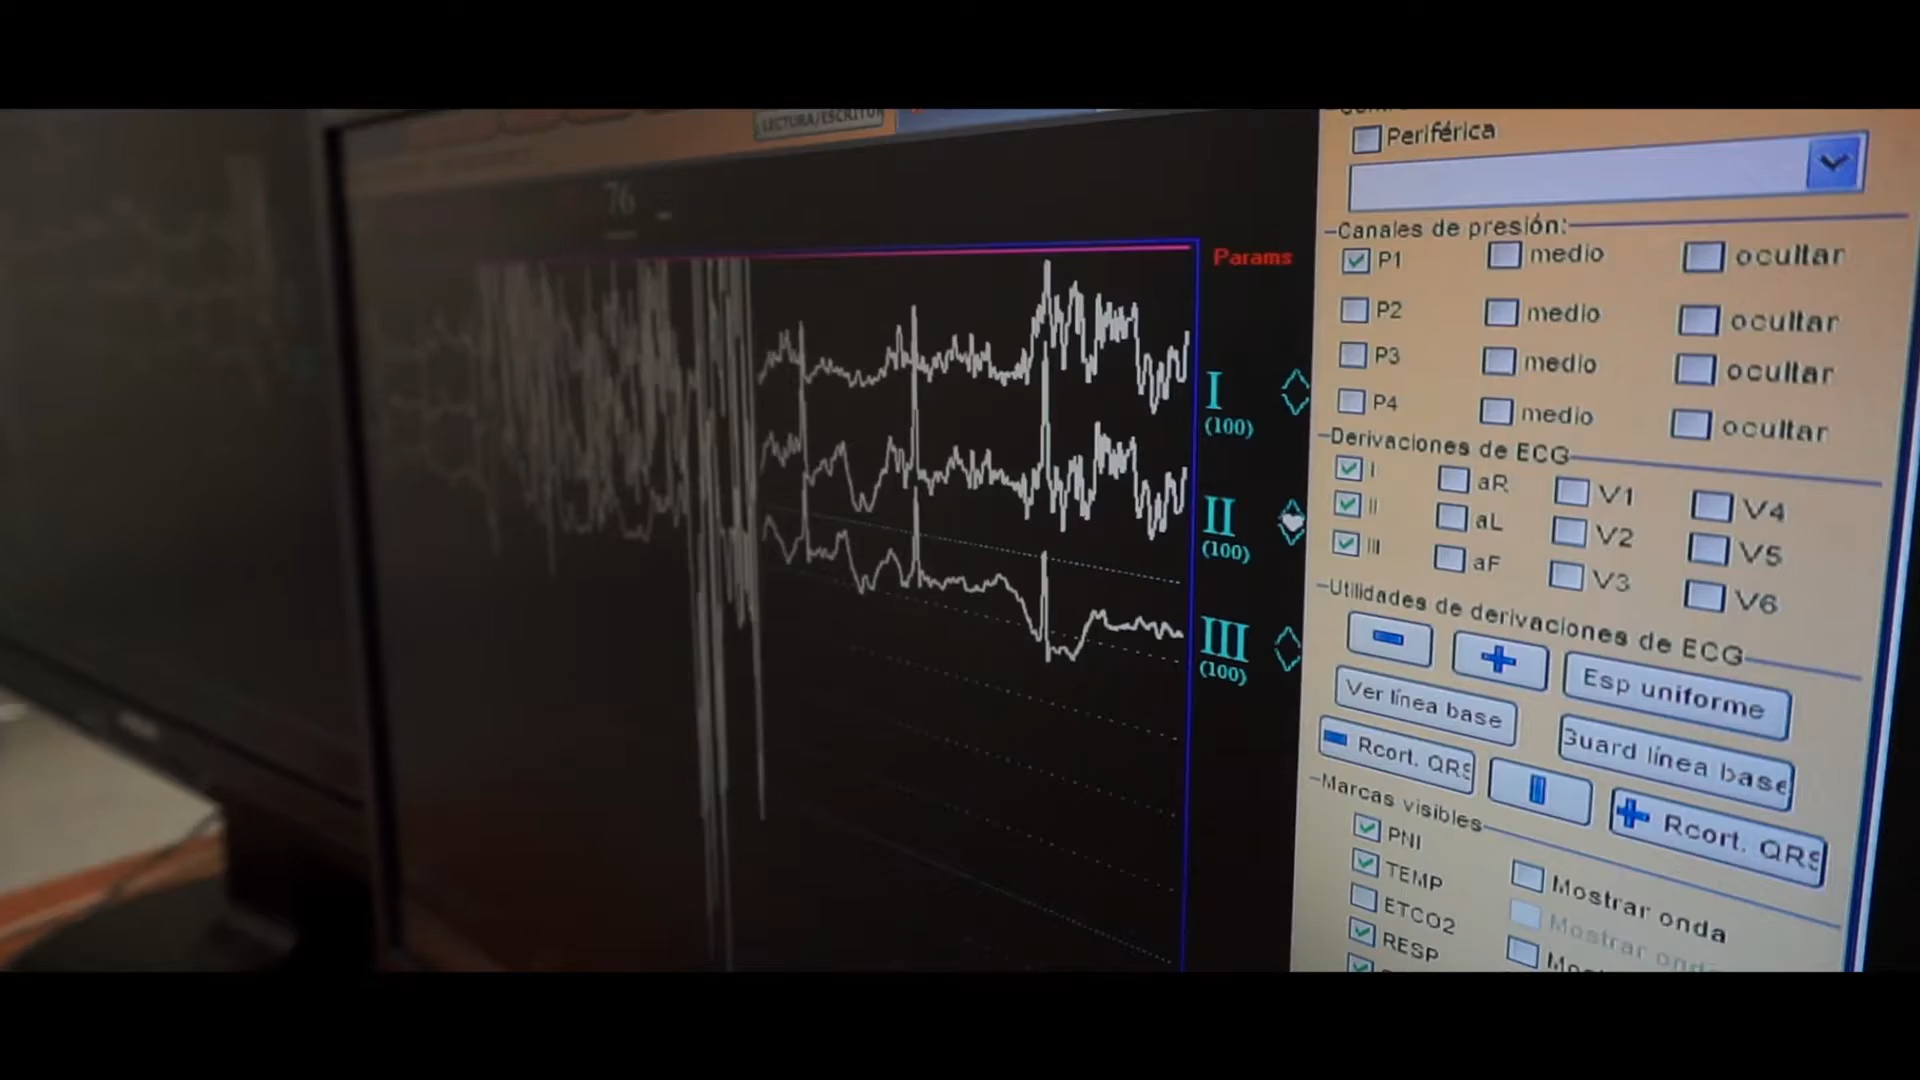 LECTURA/ESCRITUR
76
Periférica
Params
Canales de presión:
P1 medio ocultar
P2 medio ocultar
P3 medio ocultar
P4 medio ocultar
I
(100)
II
(100)
III
(100)
Derivaciones de ECG
I aR V1 V4
II aL V2 V5
III aF V3 V6
Utilidades de derivaciones de ECG
Esp uniforme
Ver línea base
Guard línea base
Rcort. QRS
Rcort. QRS
Marcas visibles
PNI
TEMP Mostrar onda
ETCO2 Mostrar onda
RESP